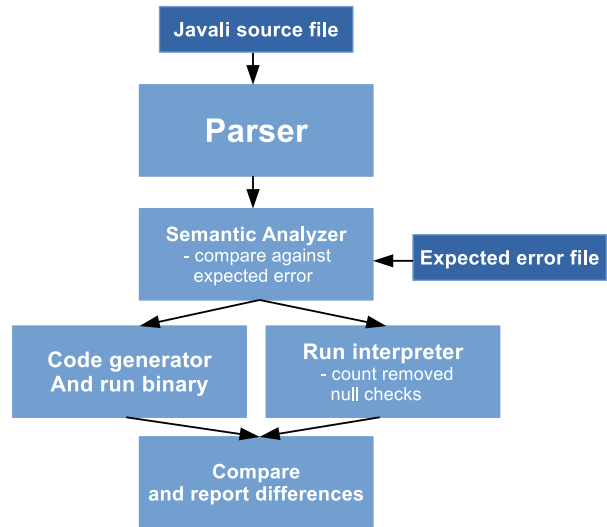 Javali source file
Parser
Semantic Analyzer
- compare against
expected error
Expected error file
Code generator
And run binary
Run interpreter
- count removed
null checks
Compare
and report differences